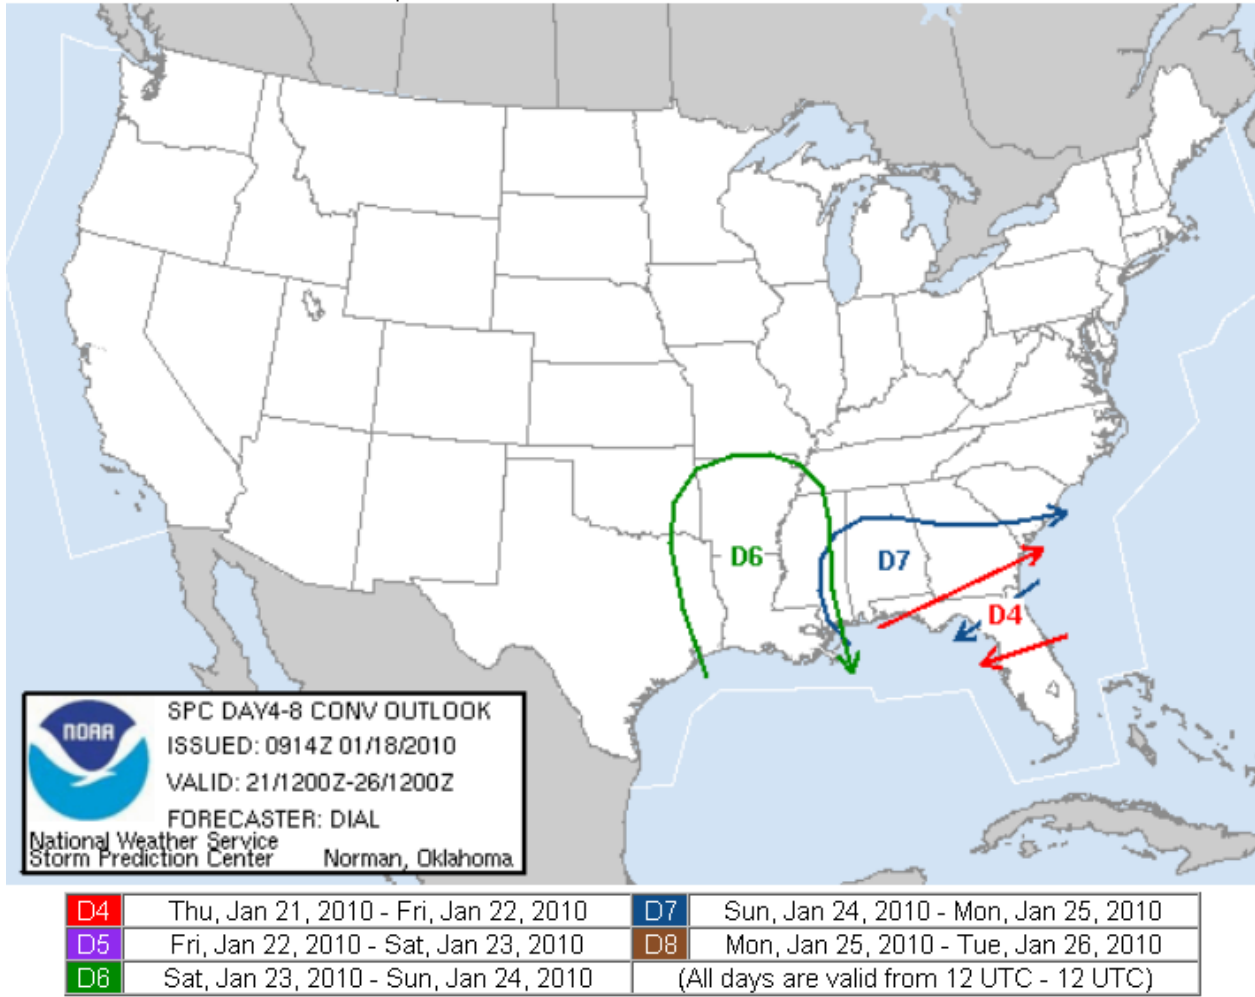 D6
D7
D4
NOAA
SPC DAY4-8 CONV OUTLOOK
ISSUED: 0914Z 01/18/2010
VALID: 21/1200Z-26/1200Z
FORECASTER: DIAL
National Weather Service
Storm Prediction Center Norman, Oklahoma
D4 Thu, Jan 21, 2010 - Fri, Jan 22, 2010 D7 Sun, Jan 24, 2010 - Mon, Jan 25, 2010
D5 Fri, Jan 22, 2010 - Sat, Jan 23, 2010 D8 Mon, Jan 25, 2010 - Tue, Jan 26, 2010
D6 Sat, Jan 23, 2010 - Sun, Jan 24, 2010 (All days are valid from 12 UTC - 12 UTC)